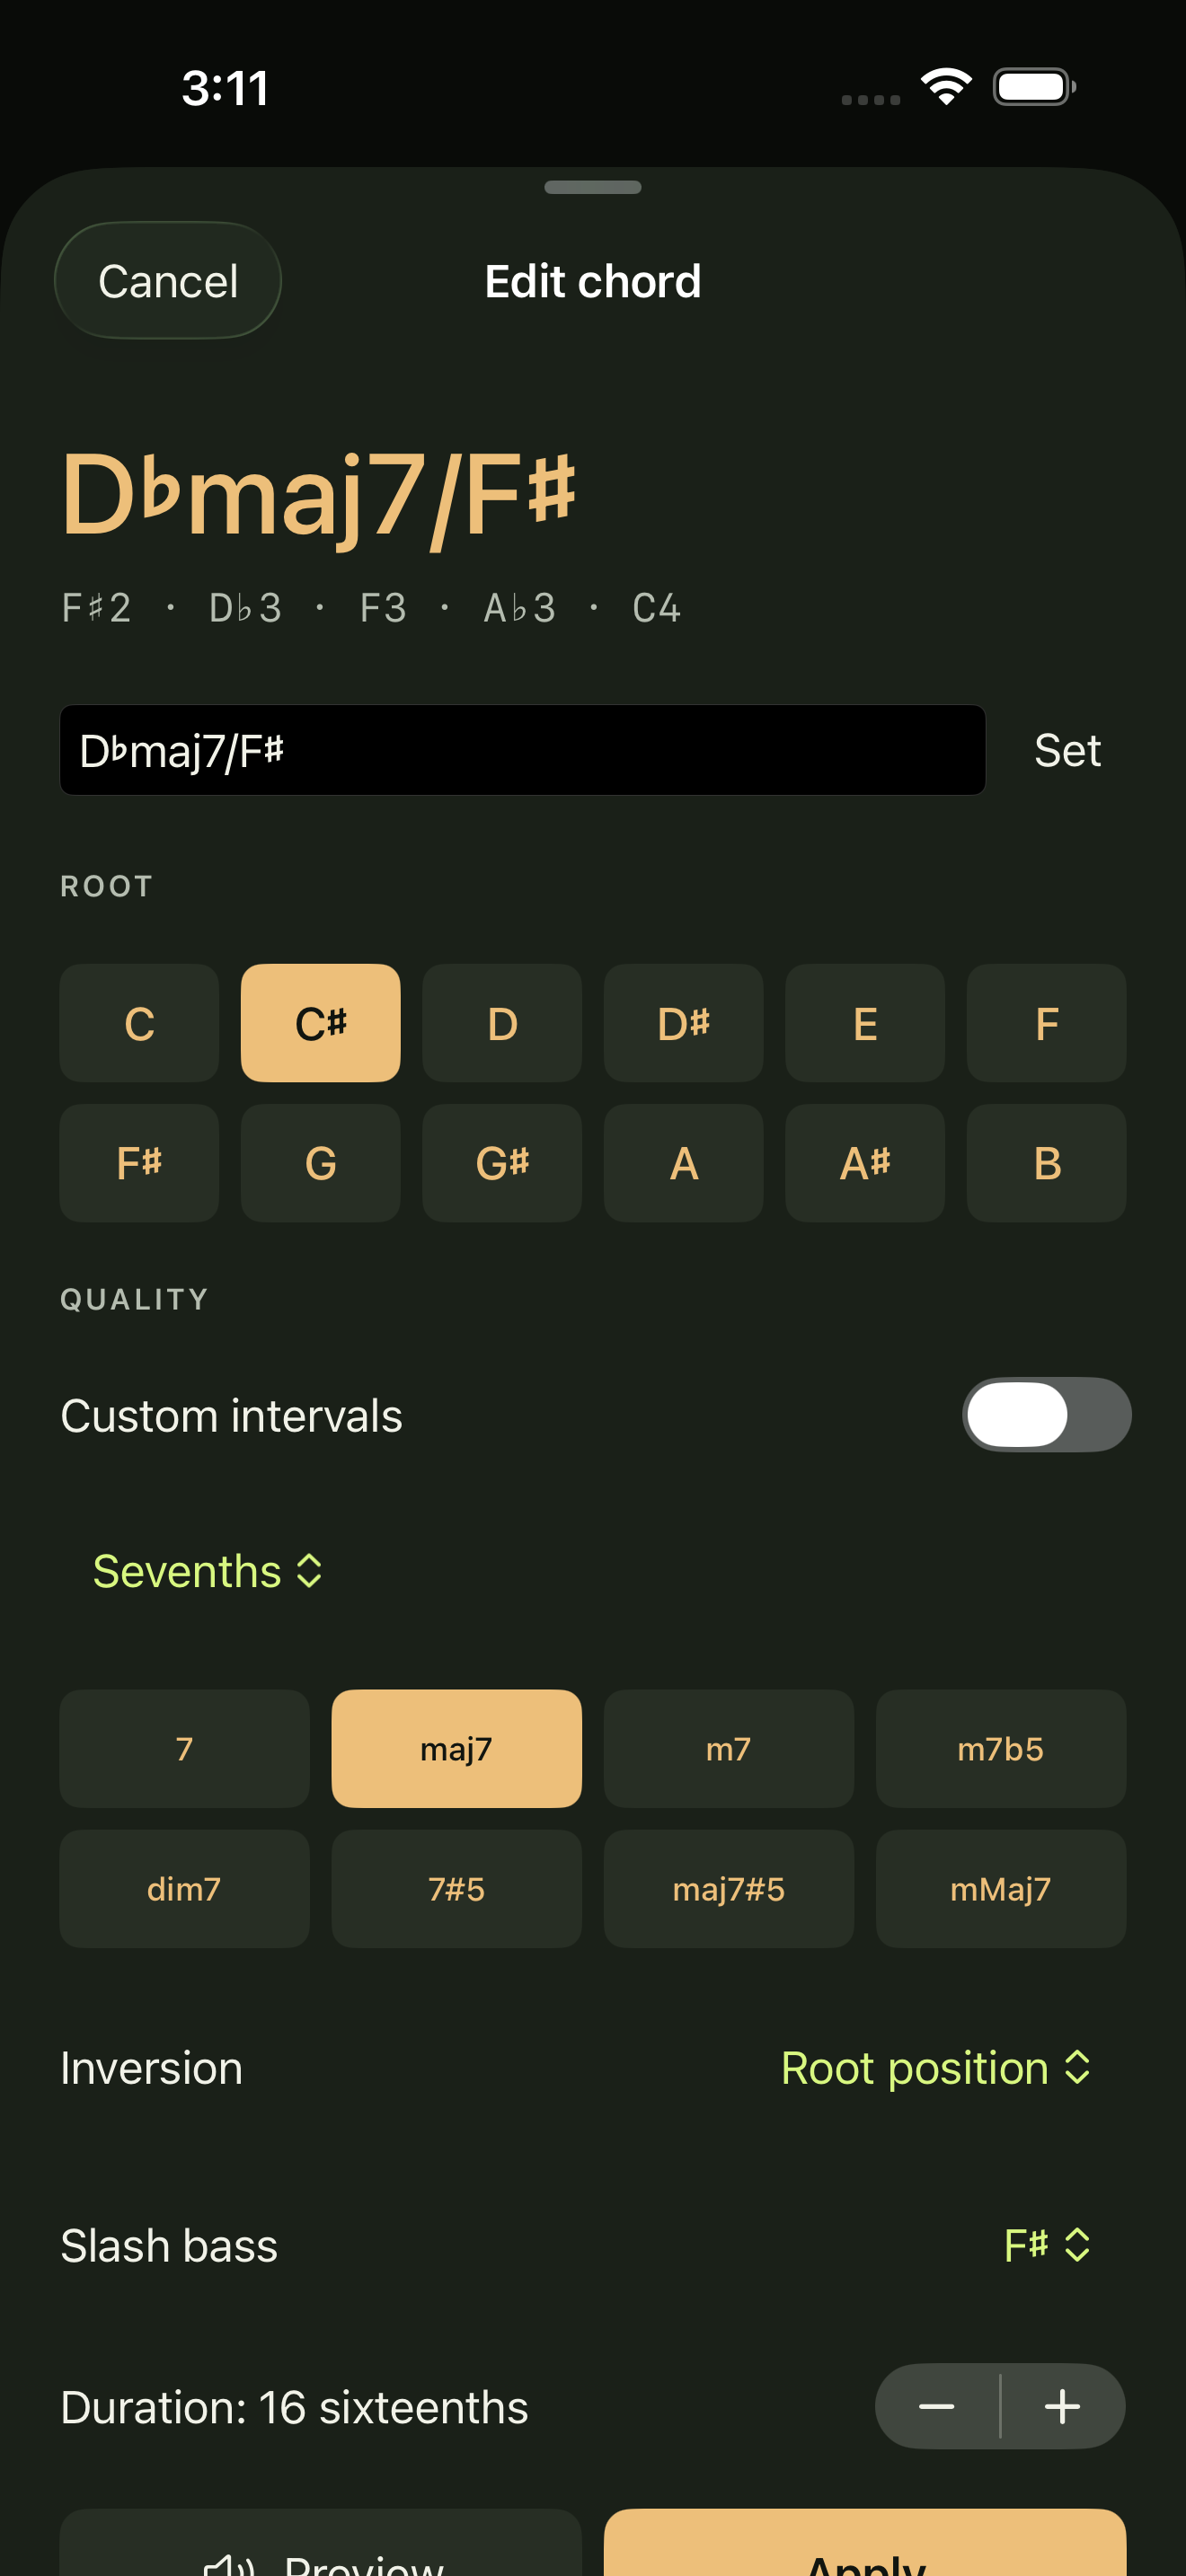 3:11
Cancel
Edit chord
D♭maj7/F♯
F♯2 · D♭3 · F3 · A♭3 · C4
D♭maj7/F♯
Set
ROOT
C C♯ D D♯ E F
F♯ G G♯ A A♯ B
QUALITY
Custom intervals
Sevenths
7 maj7 m7 m7b5
dim7 7#5 maj7#5 mMaj7
Inversion Root position
Slash bass F♯
Duration: 16 sixteenths
Preview Apply